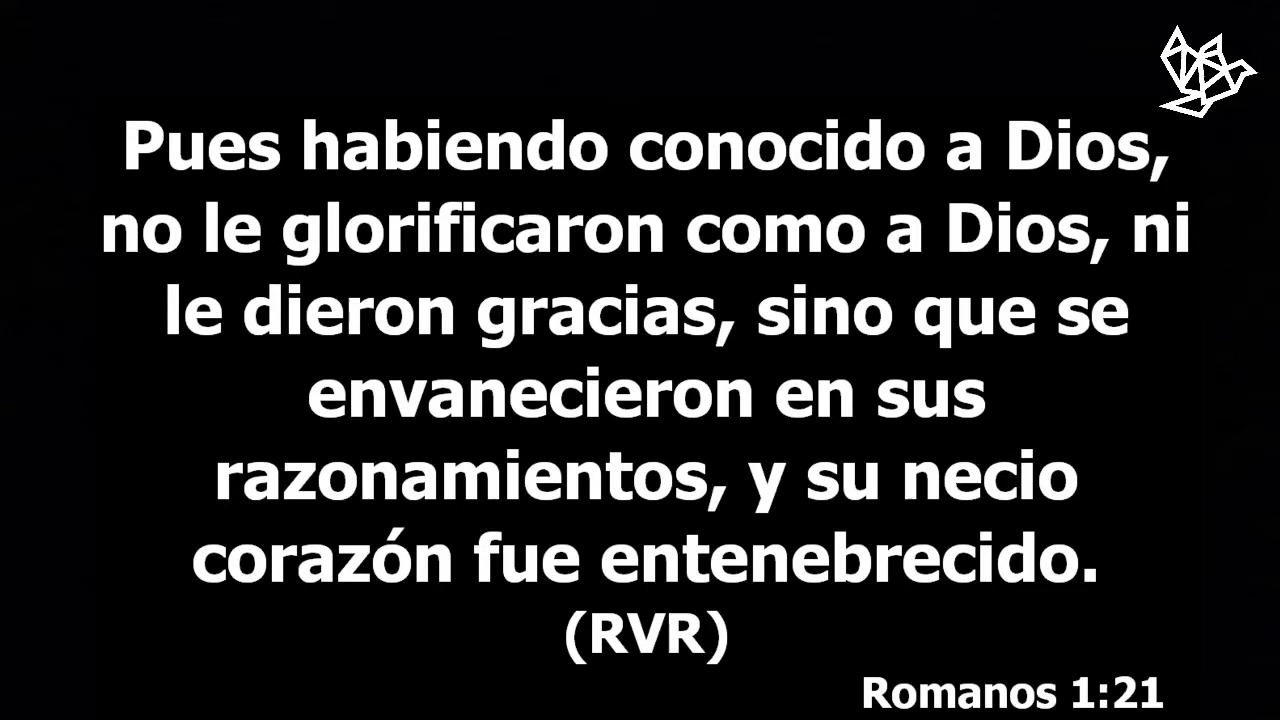 Pues habiendo conocido a Dios,
no le glorificaron como a Dios, ni
le dieron gracias, sino que se
envanecieron en sus
razonamientos, y su necio
corazón fue entenebrecido.
(RVR)
Romanos 1:21